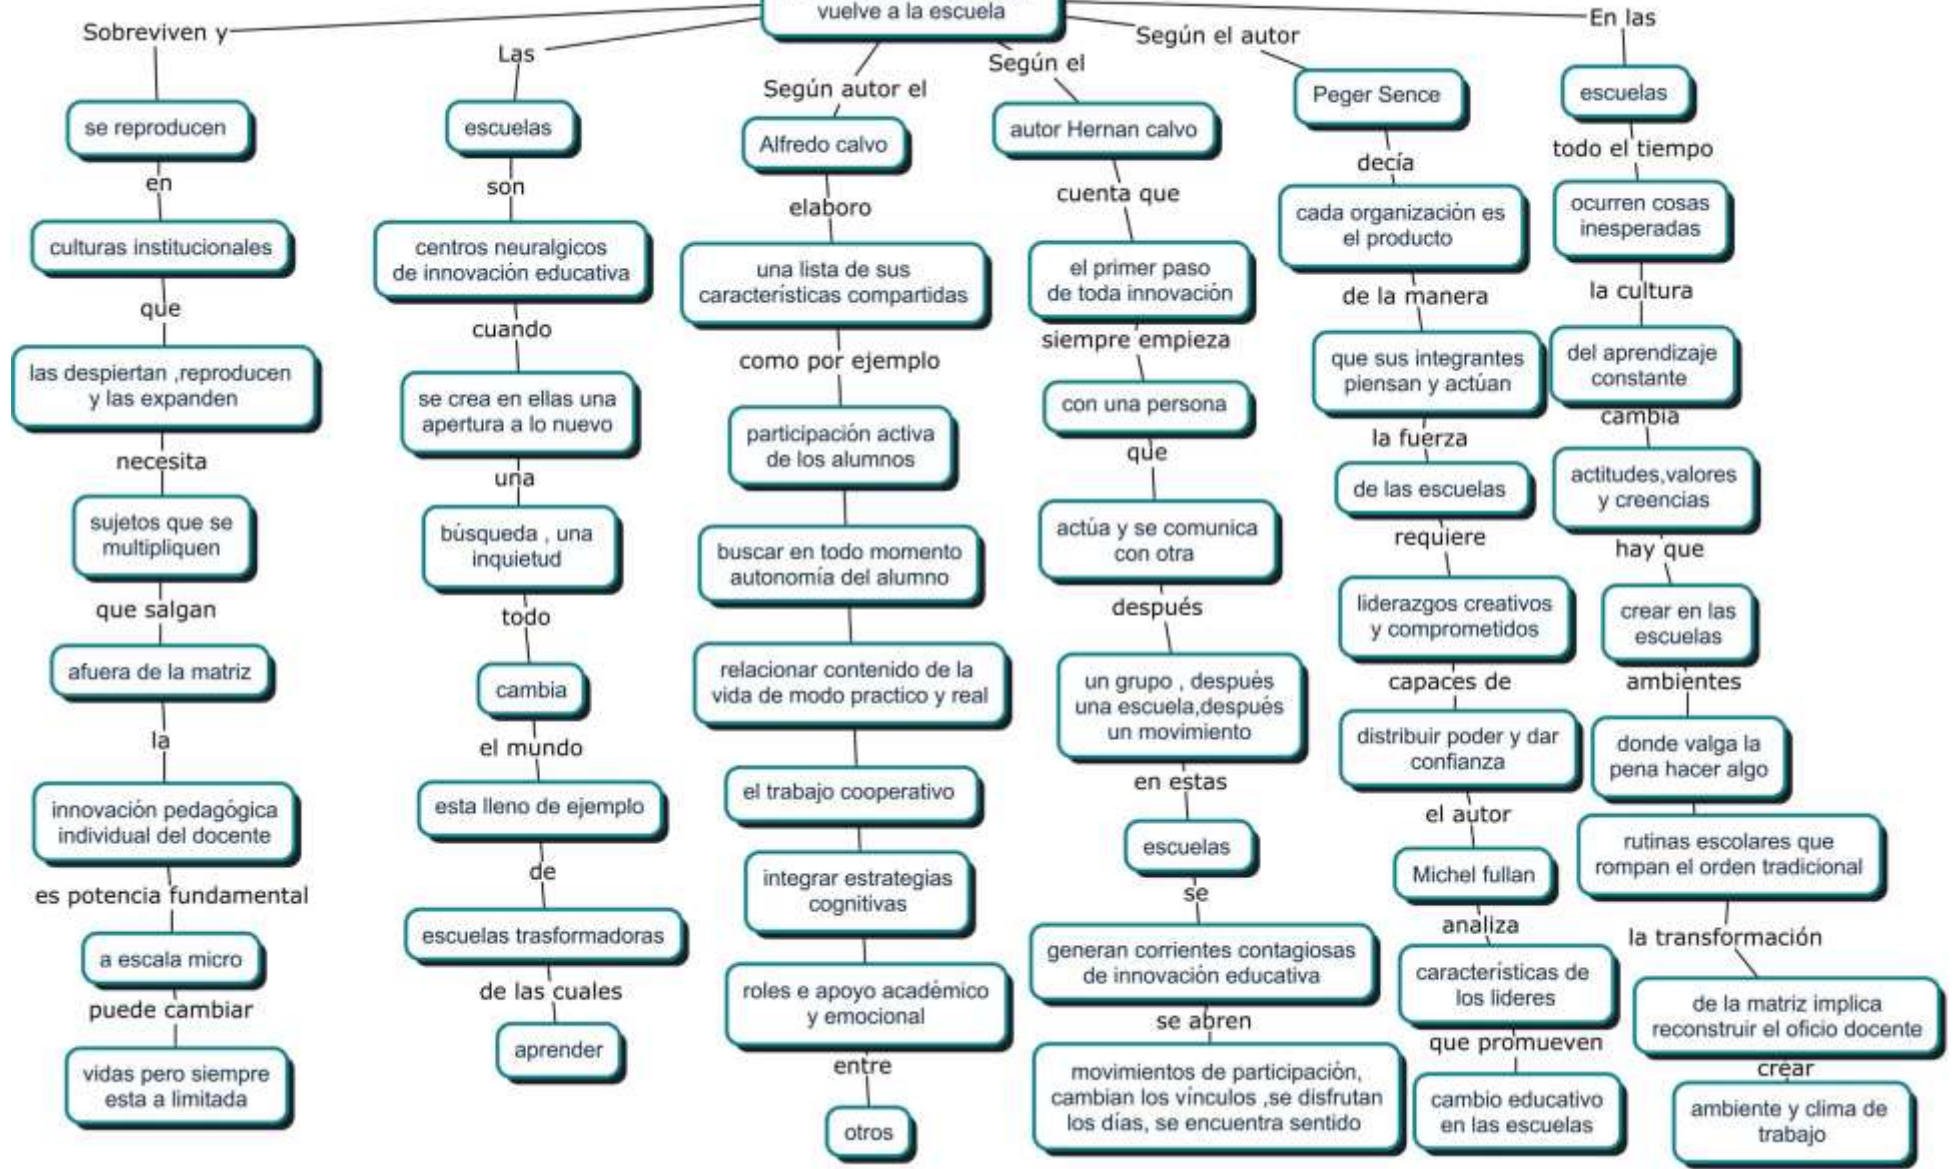 vuelve a la escuela
Sobreviven y
se reproducen
en
culturas institucionales
que
las despiertan ,reproducen
y las expanden
necesita
sujetos que se
multipliquen
que salgan
afuera de la matriz
la
innovación pedagógica
individual del docente
es potencia fundamental
a escala micro
puede cambiar
vidas pero siempre
esta a limitada
Las
escuelas
son
centros neuralgicos
de innovación educativa
cuando
se crea en ellas una
apertura a lo nuevo
una
búsqueda , una
inquietud
todo
cambia
el mundo
esta lleno de ejemplo
de
escuelas trasformadoras
de las cuales
aprender
Según autor el
Alfredo calvo
elaboro
una lista de sus
características compartidas
como por ejemplo
participación activa
de los alumnos
buscar en todo momento
autonomía del alumno
relacionar contenido de la
vida de modo practico y real
el trabajo cooperativo
integrar estrategias
cognitivas
roles e apoyo académico
y emocional
entre
otros
Según el
autor Hernan calvo
cuenta que
el primer paso
de toda innovación
siempre empieza
con una persona
que
actúa y se comunica
con otra
después
un grupo , después
una escuela,después
un movimiento
en estas
escuelas
se
generan corrientes contagiosas
de innovación educativa
se abren
movimientos de participación,
cambian los vínculos ,se disfrutan
los días, se encuentra sentido
Según el autor
Peger Sence
decía
cada organización es
el producto
de la manera
que sus integrantes
piensan y actúan
la fuerza
de las escuelas
requiere
liderazgos creativos
y comprometidos
capaces de
distribuir poder y dar
confianza
el autor
Michel fullan
analiza
características de
los lideres
que promueven
cambio educativo
en las escuelas
En las
escuelas
todo el tiempo
ocurren cosas
inesperadas
la cultura
del aprendizaje
constante
cambia
actitudes,valores
y creencias
hay que
crear en las
escuelas
ambientes
donde valga la
pena hacer algo
rutinas escolares que
rompan el orden tradicional
la transformación
de la matriz implica
reconstruir el oficio docente
crear
ambiente y clima de
trabajo